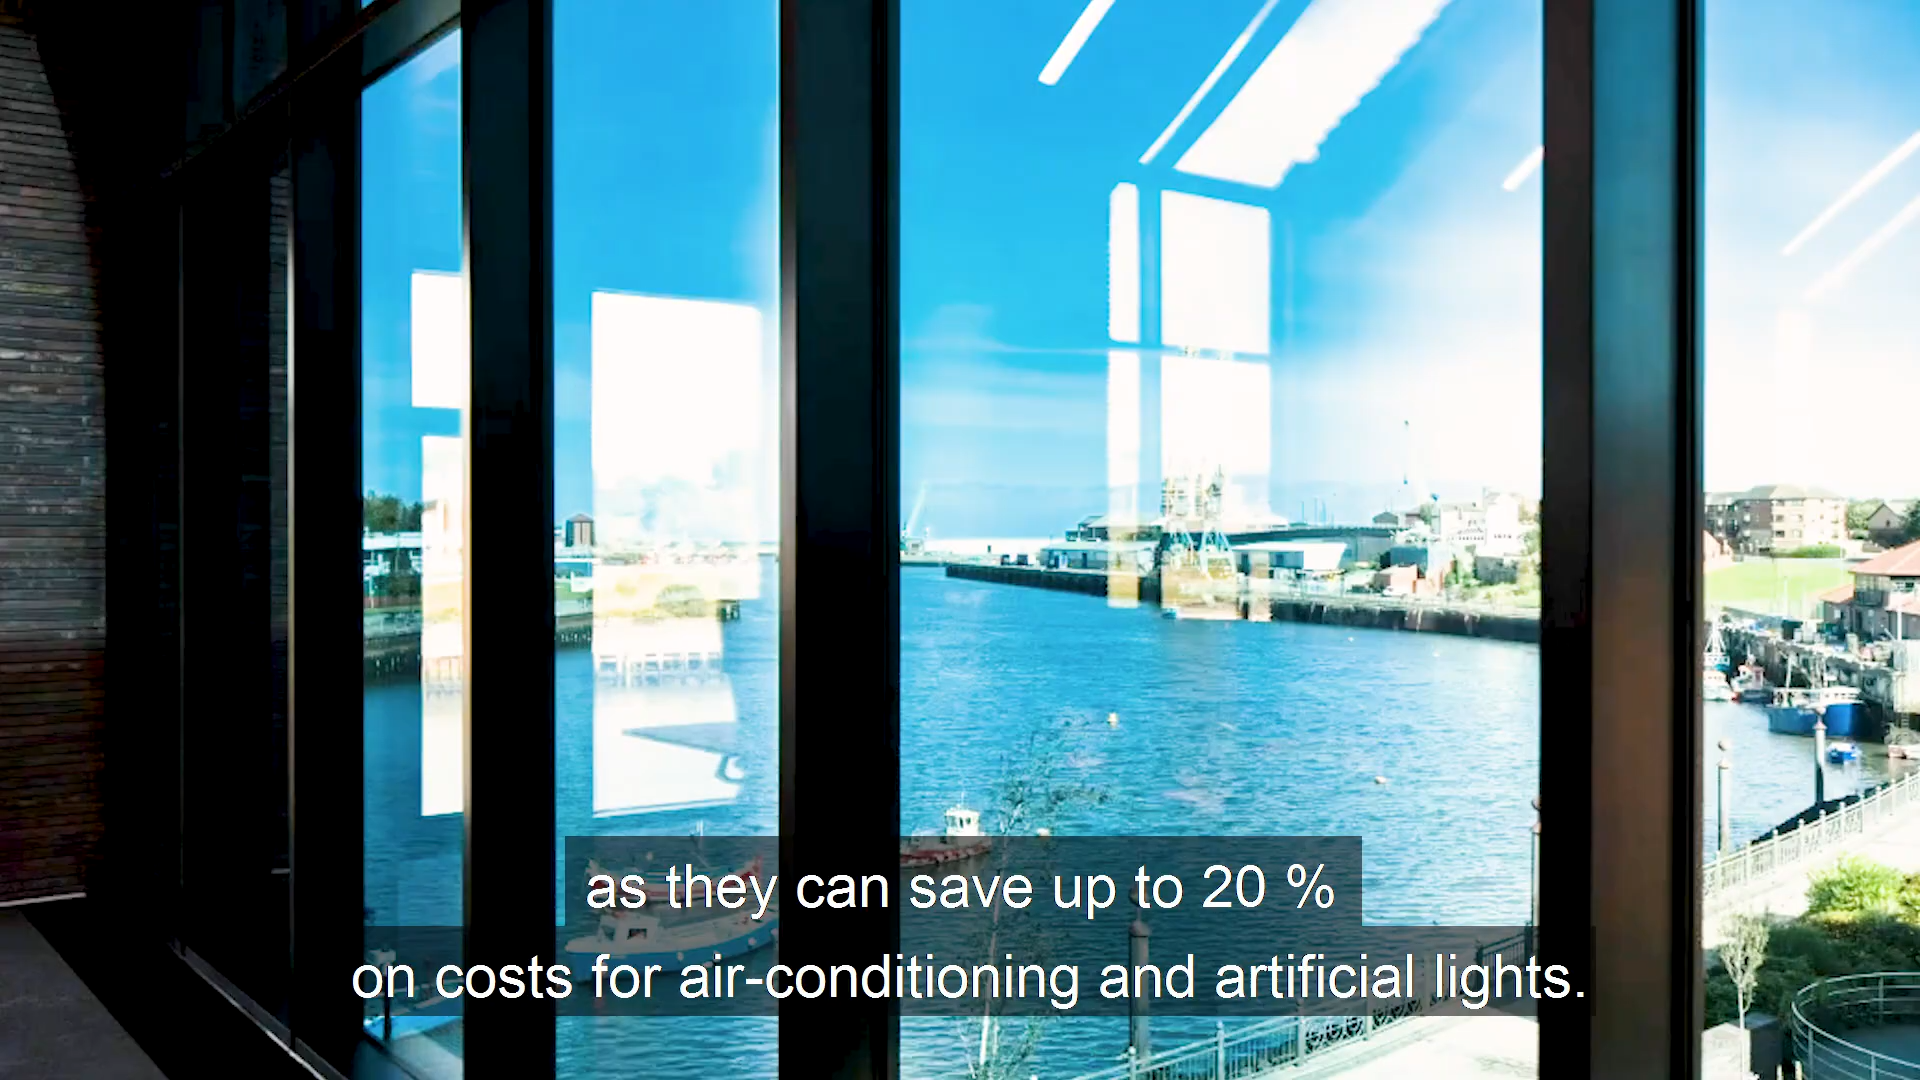 as they can save up to 20 %
on costs for air-conditioning and artificial lights.